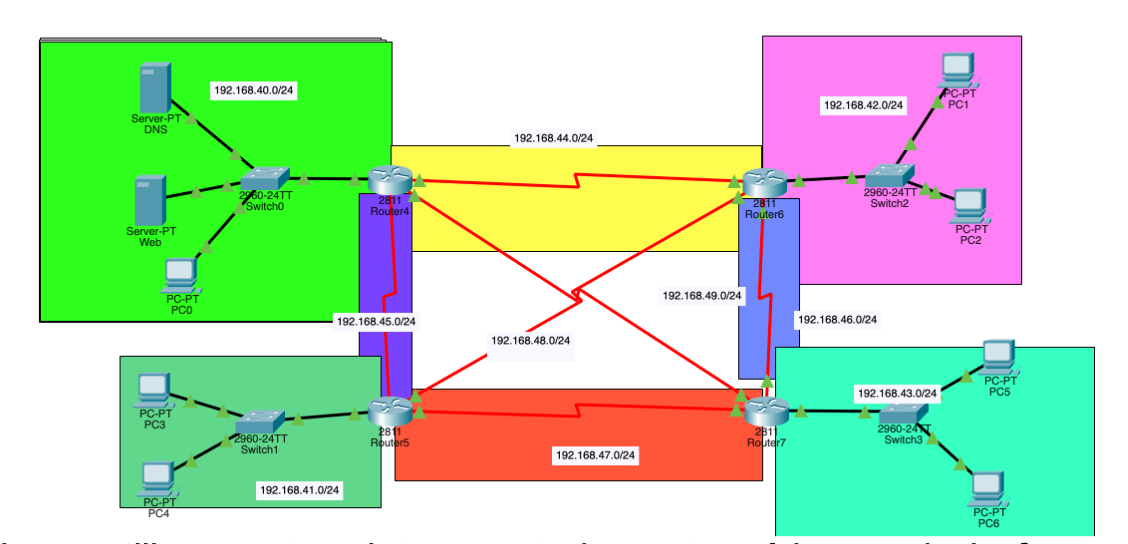 192.168.40.0/24
Server-PT
DNS
Server-PT
Web
PC-PT
PC0
2960-24TT
Switch0
2811
Router4
192.168.44.0/24
2811
Router6
192.168.42.0/24
PC-PT
PC1
2960-24TT
Switch2
PC-PT
PC2
192.168.45.0/24
192.168.48.0/24
192.168.49.0/24
192.168.46.0/24
PC-PT
PC3
2960-24TT
Switch1
PC-PT
PC4
192.168.41.0/24
2811
Router5
192.168.47.0/24
2811
Router7
192.168.43.0/24
PC-PT
PC5
2960-24TT
Switch3
PC-PT
PC6